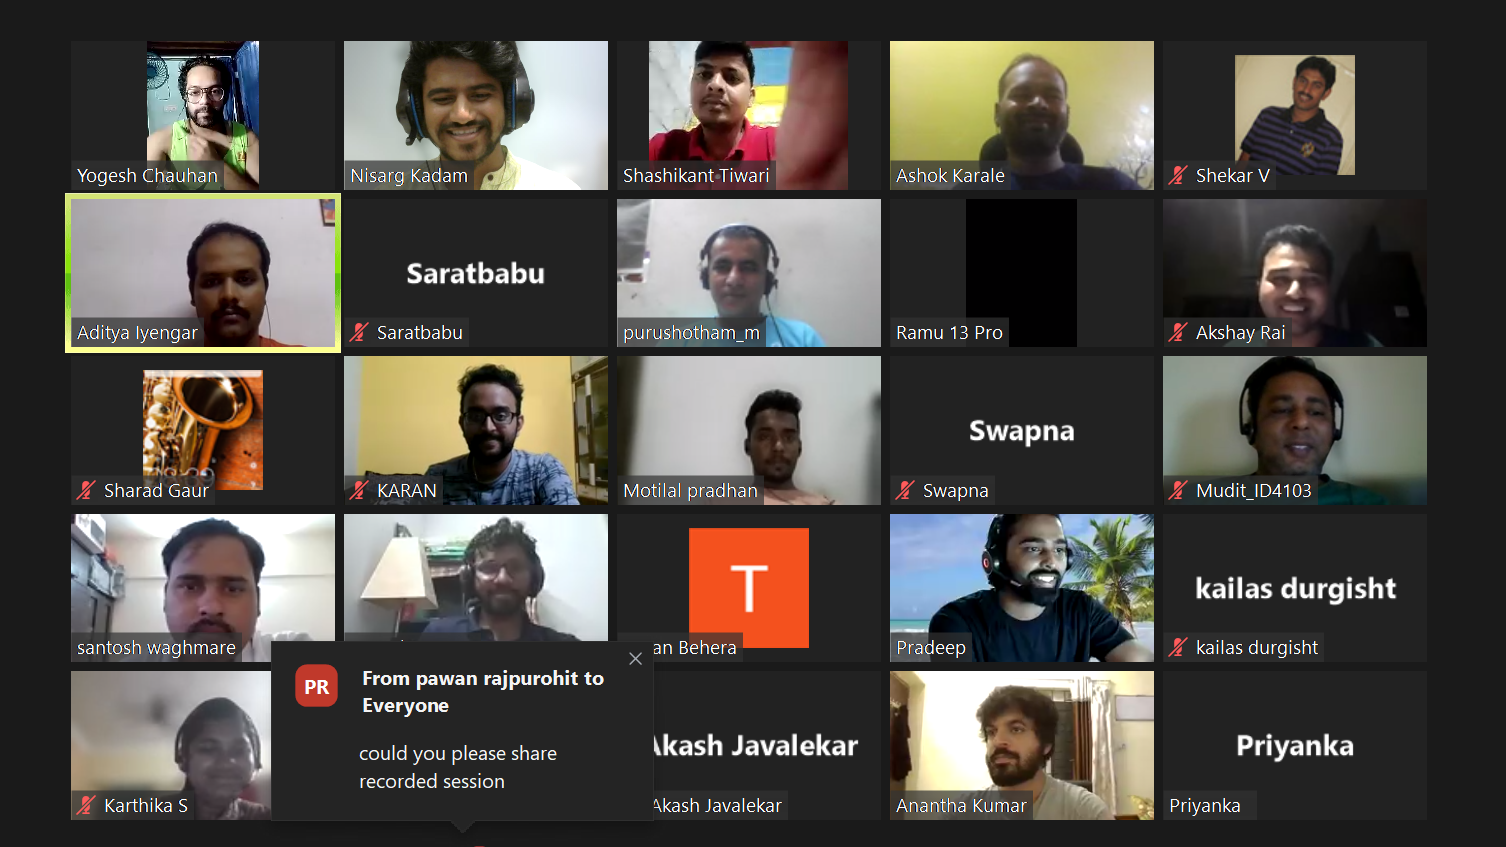 Yogesh Chauhan
Nisarg Kadam
Shashikant Tiwari
Ashok Karale
Shekar V
Aditya Iyengar
Saratbabu
Saratbabu
purushotham_m
Ramu 13 Pro
Akshay Rai
Sharad Gaur
KARAN
Motilal pradhan
Swapna
Swapna
Mudit_ID4103
santosh waghmare
T
an Behera
Pradeep
kailas durgisht
kailas durgisht
Karthika S
PR
From pawan rajpurohit to
Everyone
could you please share
recorded session
Akash Javalekar
Akash Javalekar
Anantha Kumar
Priyanka
Priyanka